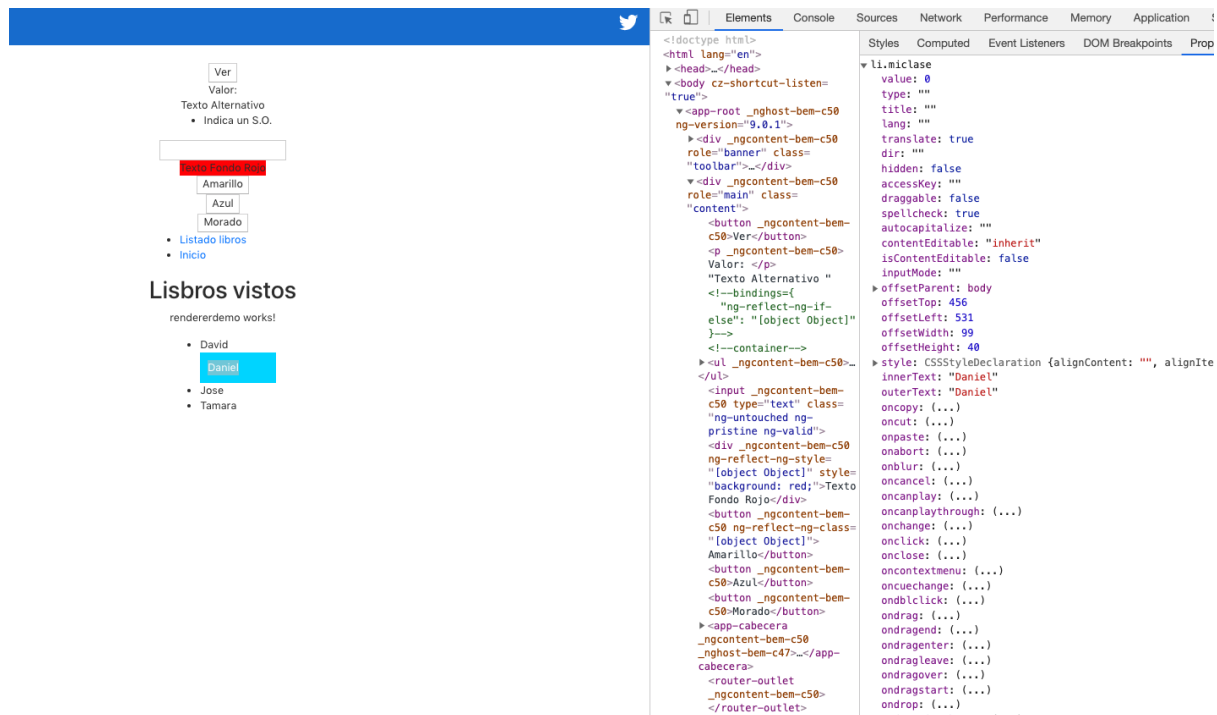 Ver
Valor:
Texto Alternativo
• Indica un S.O.
Texto Fondo Rojo
Amarillo
Azul
Morado
• Listado libros
• Inicio
Lisbros vistos
rendererdemo works!
• David
Daniel
• Jose
• Tamara
Elements Console Sources Network Performance Memory Application
<!doctype html>
<html lang="en">
▶<head>…</head>
▼<body cz-shortcut-listen=
"true">
▼<app-root _nghost-bem-c50
ng-version="9.0.1">
▶<div _ngcontent-bem-c50
role="banner" class=
"toolbar">…</div>
▼<div _ngcontent-bem-c50
role="main" class=
"content">
<button _ngcontent-bem-
c50>Ver</button>
<p _ngcontent-bem-c50>
Valor: </p>
"Texto Alternativo "
<!--bindings={
"ng-reflect-ng-if-
else": "[object Object]"
}-->
<!--container-->
▶<ul _ngcontent-bem-c50>…
</ul>
<input _ngcontent-bem-
c50 type="text" class=
"ng-untouched ng-
pristine ng-valid">
<div _ngcontent-bem-c50
ng-reflect-ng-style=
"[object Object]" style=
"background: red;">Texto
Fondo Rojo</div>
<button _ngcontent-bem-
c50 ng-reflect-ng-class=
"[object Object]">
Amarillo</button>
<button _ngcontent-bem-
c50>Azul</button>
<button _ngcontent-bem-
c50>Morado</button>
▶<app-cabecera
_ngcontent-bem-c50
_nghost-bem-c47>…</app-
cabecera>
<router-outlet
_ngcontent-bem-c50>
</router-outlet>
Styles Computed Event Listeners DOM Breakpoints Prop
▼li.miclase
value: 0
type: ""
title: ""
lang: ""
translate: true
dir: ""
hidden: false
accessKey: ""
draggable: false
spellcheck: true
autocapitalize: ""
contentEditable: "inherit"
isContentEditable: false
inputMode: ""
▶offsetParent: body
offsetTop: 456
offsetLeft: 531
offsetWidth: 99
offsetHeight: 40
▶style: CSSStyleDeclaration {alignContent: "", alignIte
innerText: "Daniel"
outerText: "Daniel"
oncopy: (...)
oncut: (...)
onpaste: (...)
onabort: (...)
onblur: (...)
oncancel: (...)
oncanplay: (...)
oncanplaythrough: (...)
onchange: (...)
onclick: (...)
onclose: (...)
oncontextmenu: (...)
oncuechange: (...)
ondblclick: (...)
ondrag: (...)
ondragend: (...)
ondragenter: (...)
ondragleave: (...)
ondragover: (...)
ondragstart: (...)
ondrop: (...)